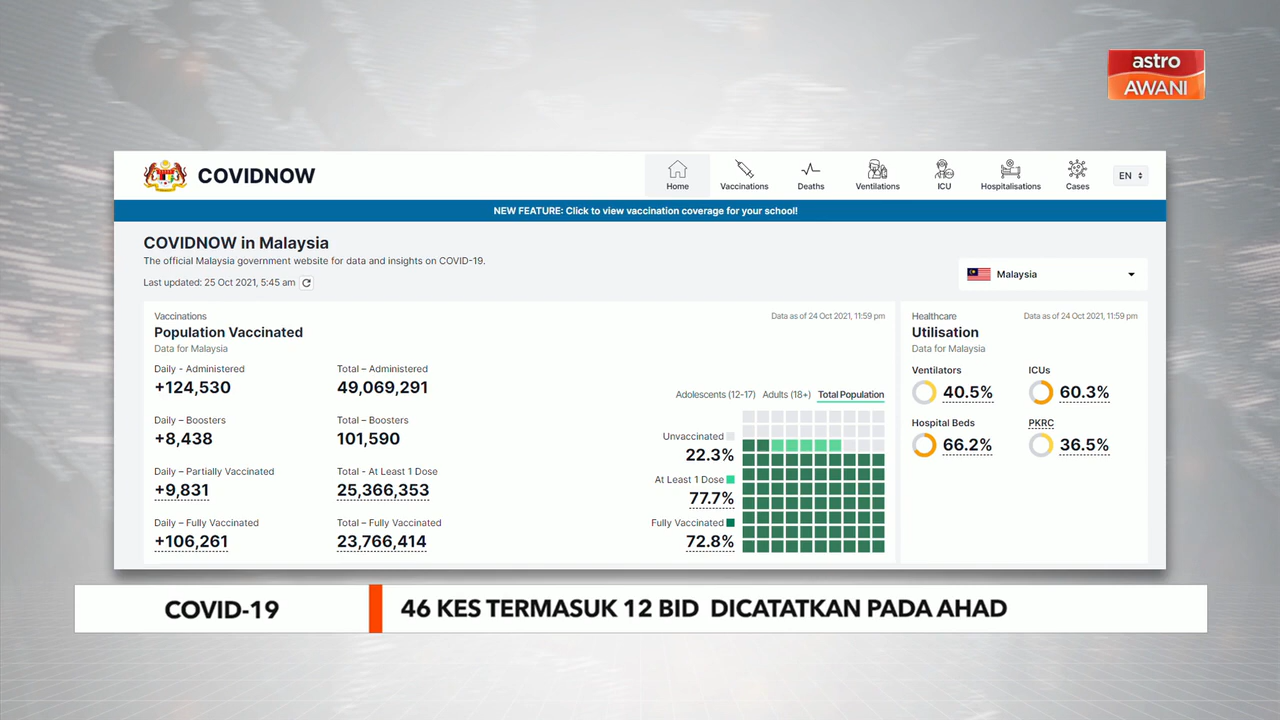 astro
AWANI
COVIDNOW
Home
Vaccinations
Deaths
Ventilations
ICU
Hospitalisations
Cases
EN
NEW FEATURE: Click to view vaccination coverage for your school!
COVIDNOW in Malaysia
The official Malaysia government website for data and insights on COVID-19.
Last updated: 25 Oct 2021, 5:45 am
Malaysia
Vaccinations
Data as of 24 Oct 2021, 11:59 pm
Population Vaccinated
Data for Malaysia
Daily - Administered
+124,530
Total – Administered
49,069,291
Daily – Boosters
+8,438
Total – Boosters
101,590
Daily – Partially Vaccinated
+9,831
Total - At Least 1 Dose
25,366,353
Daily – Fully Vaccinated
+106,261
Total – Fully Vaccinated
23,766,414
Adolescents (12-17) Adults (18+) Total Population
Unvaccinated
22.3%
At Least 1 Dose
77.7%
Fully Vaccinated
72.8%
Healthcare
Data as of 24 Oct 2021, 11:59 pm
Utilisation
Data for Malaysia
Ventilators
40.5%
ICUs
60.3%
Hospital Beds
66.2%
PKRC
36.5%
COVID-19
46 KES TERMASUK 12 BID DICATATKAN PADA AHAD